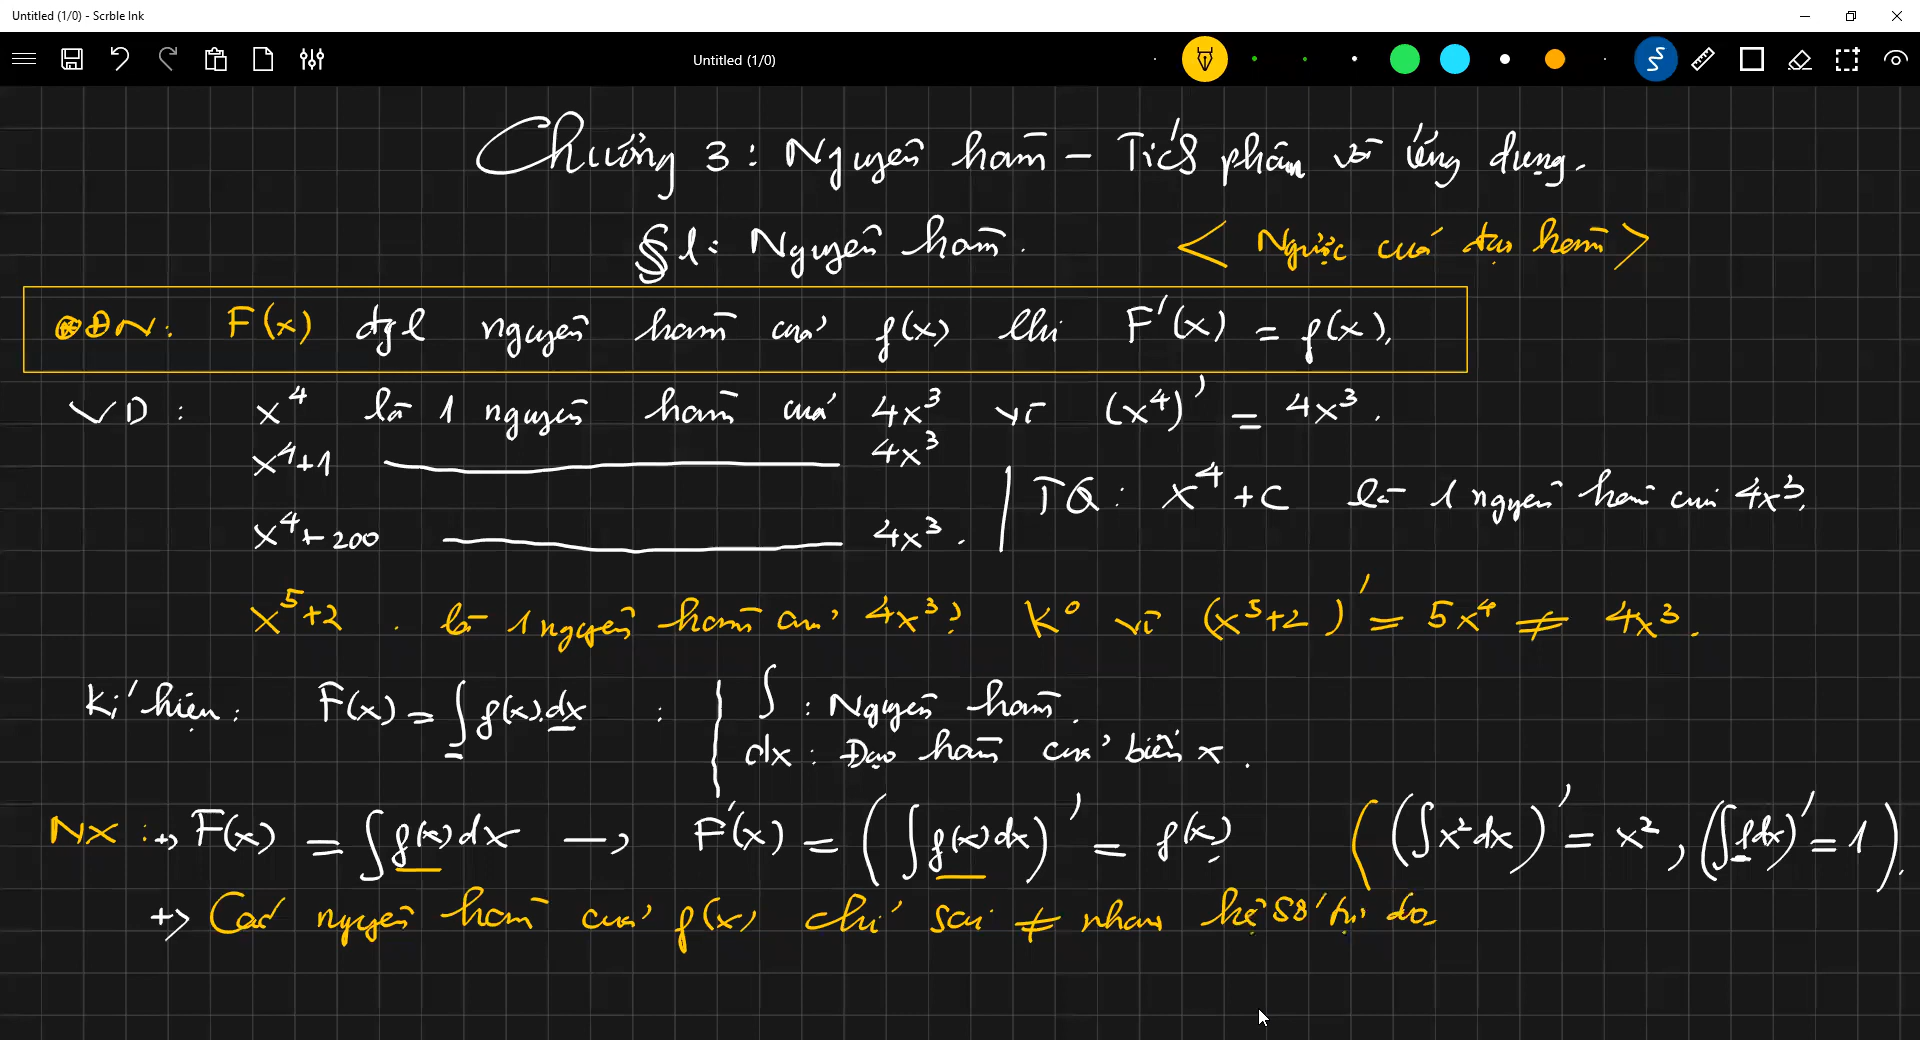 Untitled (1/0) - Scrble Ink
Untitled (1/0)
Chương 3: Nguyên hàm - Tích phân và ứng dụng.
§1: Nguyên hàm. < Ngược của đạo hàm >
ĐN: F(x) đgl nguyên hàm của f(x) khi F'(x) = f(x).
VD: x⁴ là 1 nguyên hàm của 4x³ vì (x⁴)' = 4x³.
x⁴+1 ——— 4x³
TQ: x⁴+C là 1 nguyên hàm của 4x³.
x⁴+200 ——— 4x³.
x⁵+2 . là 1 nguyên hàm của 4x³? K⁰ vì (x⁵+2)' = 5x⁴ ≠ 4x³.
Kí hiệu: F(x) = ∫f(x).dx : ∫ : Nguyên hàm.
dx : Đạo hàm của biến x.
NX: +> F(x) = ∫f(x)dx → F'(x) = (∫f(x)dx)' = f(x) ((∫x²dx)' = x², (∫1dx)' = 1).
+> Các nguyên hàm của f(x) chỉ sai ≠ nhau hệ số tự do.